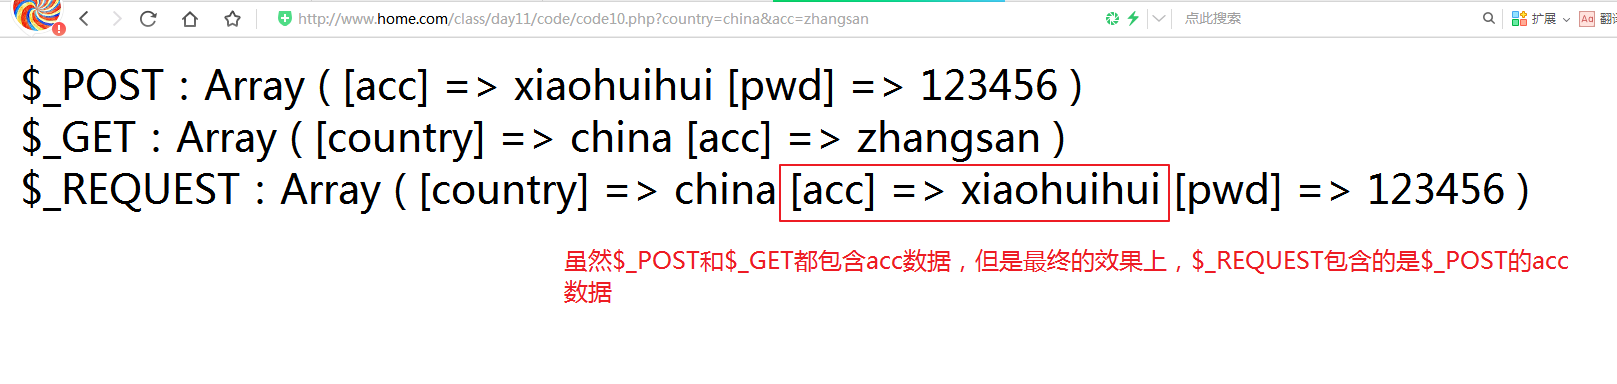 http://www.home.com/class/day11/code/code10.php?country=china&acc=zhangsan 点此搜索 扩展 Aa
$_POST：Array ( [acc] => xiaohuihui [pwd] => 123456 )
$_GET：Array ( [country] => china [acc] => zhangsan )
$_REQUEST：Array ( [country] => china [acc] => xiaohuihui [pwd] => 123456 )
虽然$_POST和$_GET都包含acc数据，但是最终的效果上，$_REQUEST包含的是$_POST的acc
数据